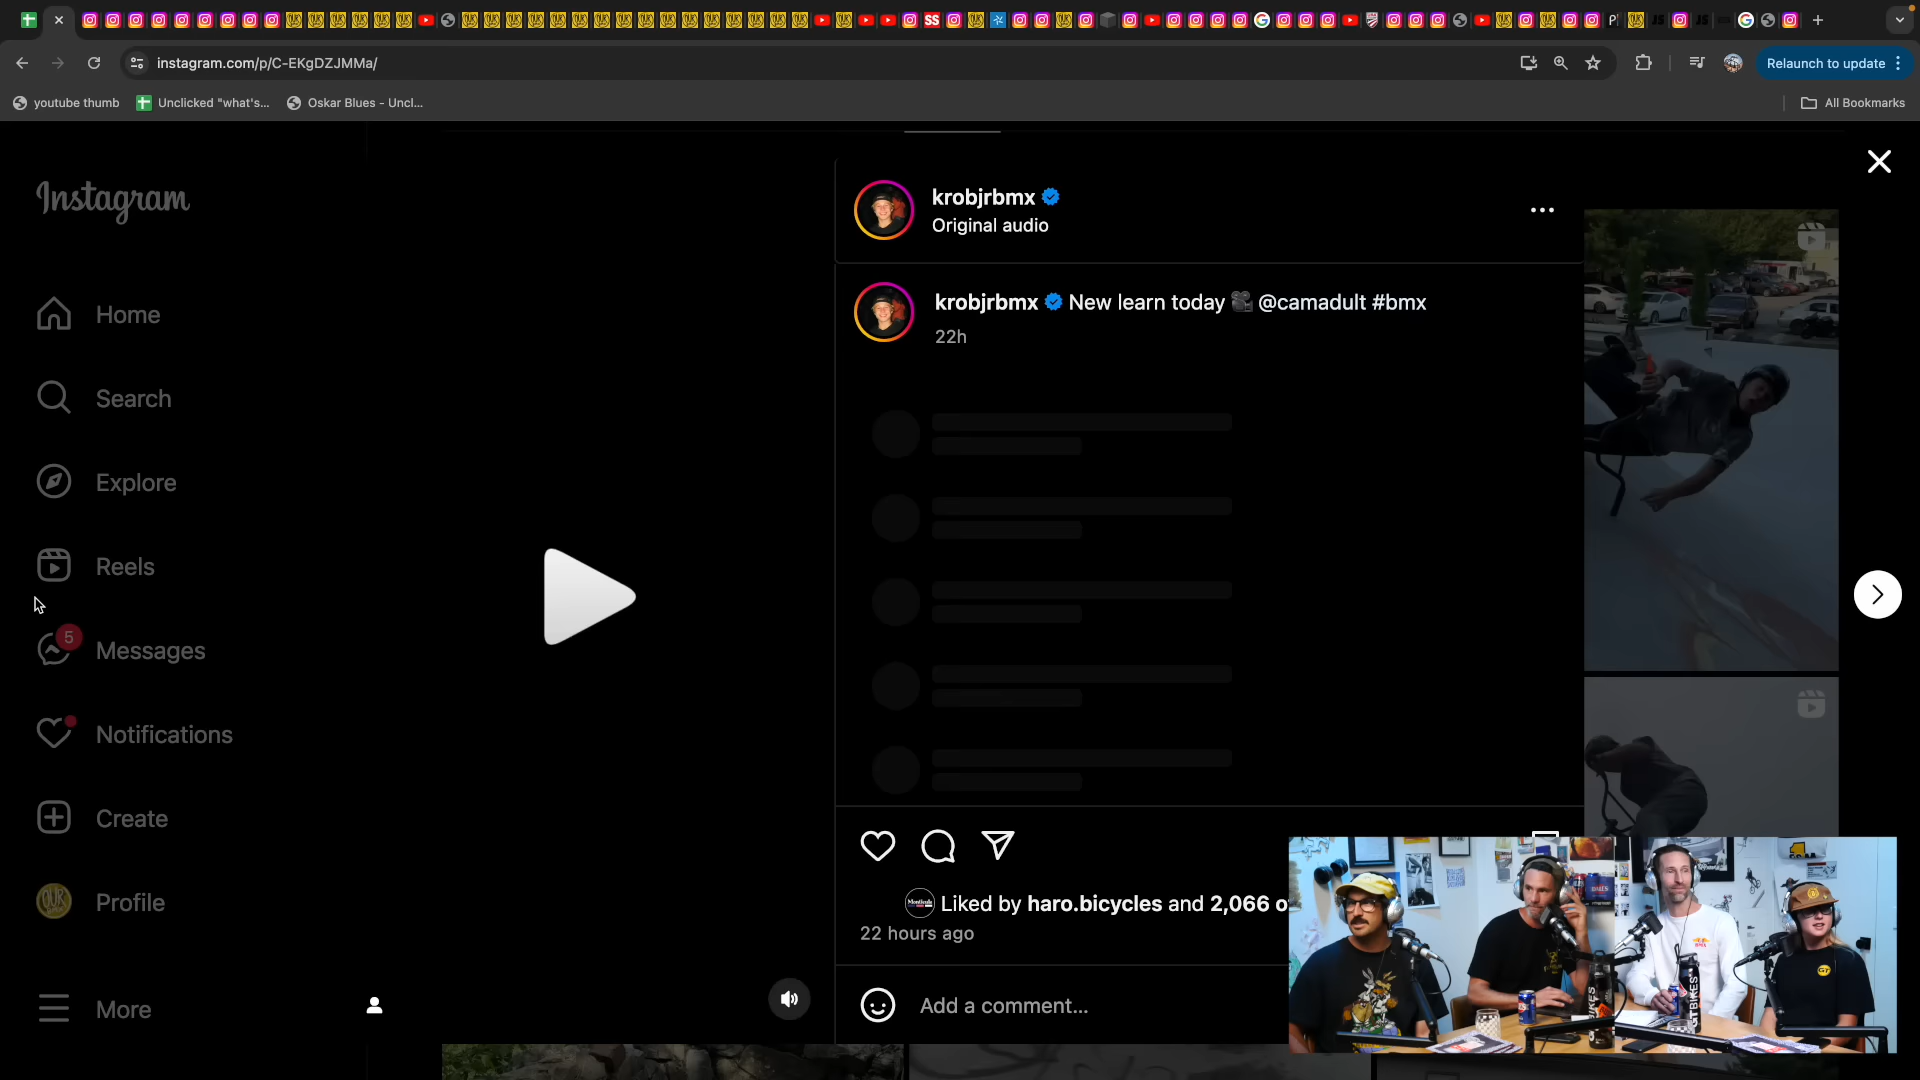 instagram.com/p/C-EKgDZJMMa/
Relaunch to update
youtube thumb
Unclicked "what's...
Oskar Blues - Uncl...
All Bookmarks
Instagram
Home
Search
Explore
Reels
5
Messages
Notifications
Create
Profile
More
krobjrbmx
Original audio
krobjrbmx New learn today @camadult #bmx
22h
Liked by haro.bicycles and 2,066 o
22 hours ago
Add a comment...
GT
GTBIKES